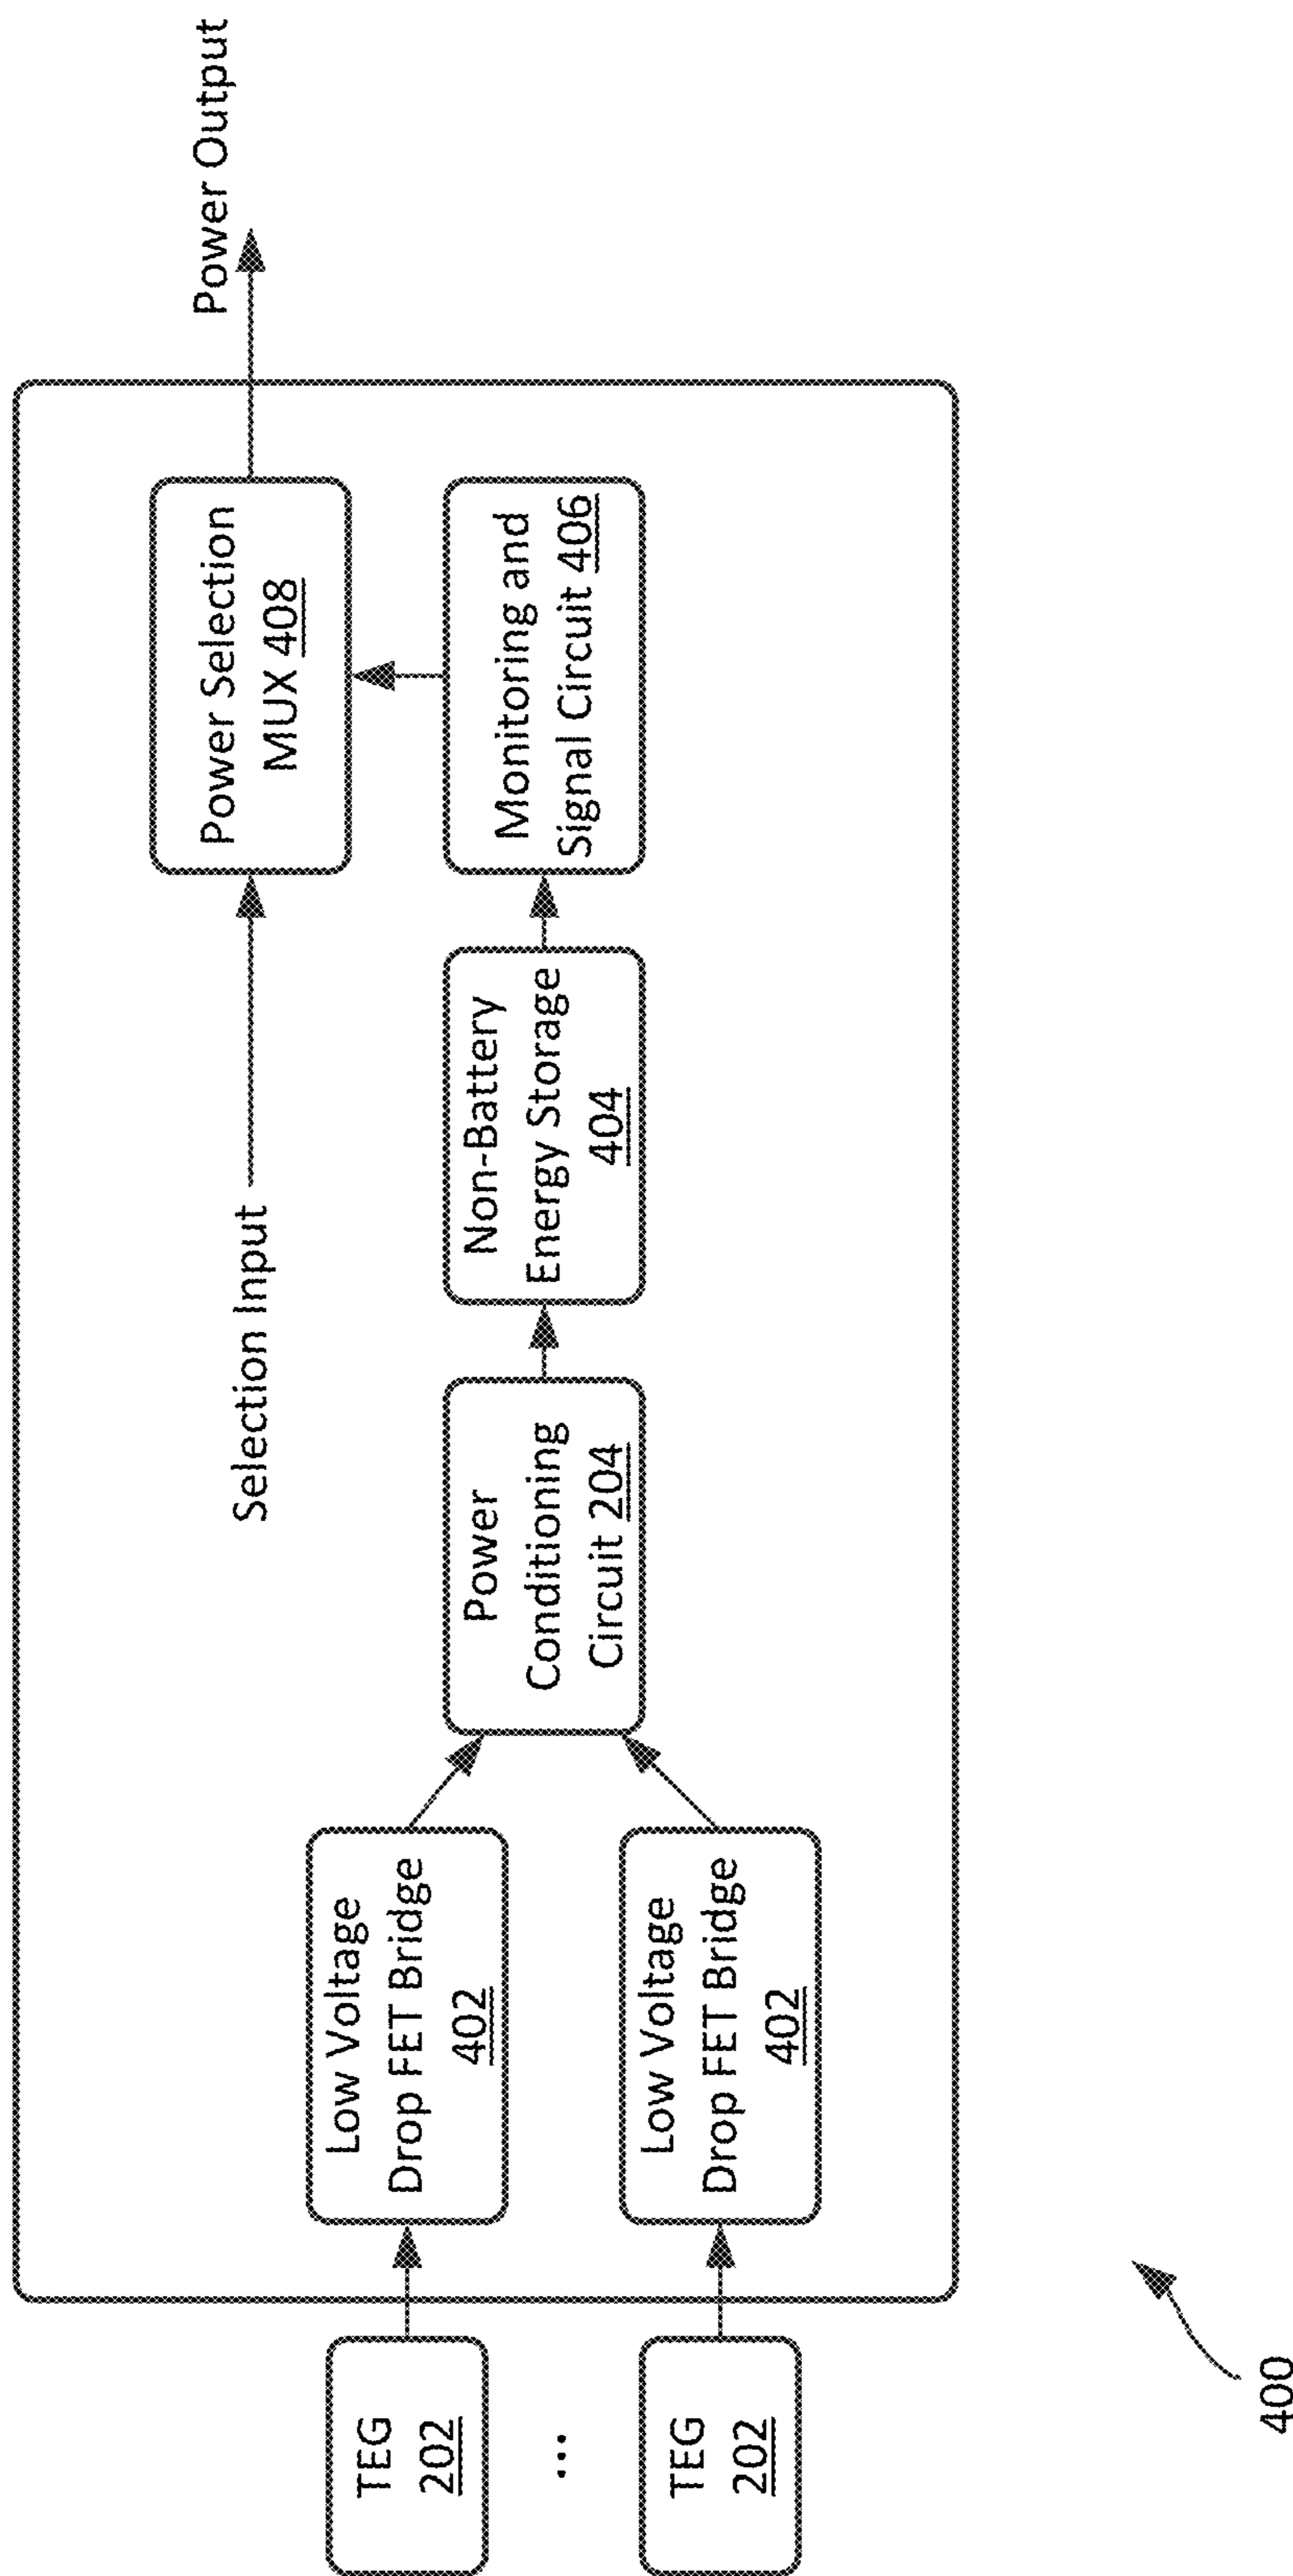 TEG
202
...
TEG
202
Low Voltage
Drop FET Bridge
402
Low Voltage
Drop FET Bridge
402
Power
Conditioning
Circuit 204
Non-Battery
Energy Storage
404
Monitoring and
Signal Circuit 406
Selection Input
Power Selection
MUX 408
Power Output
400